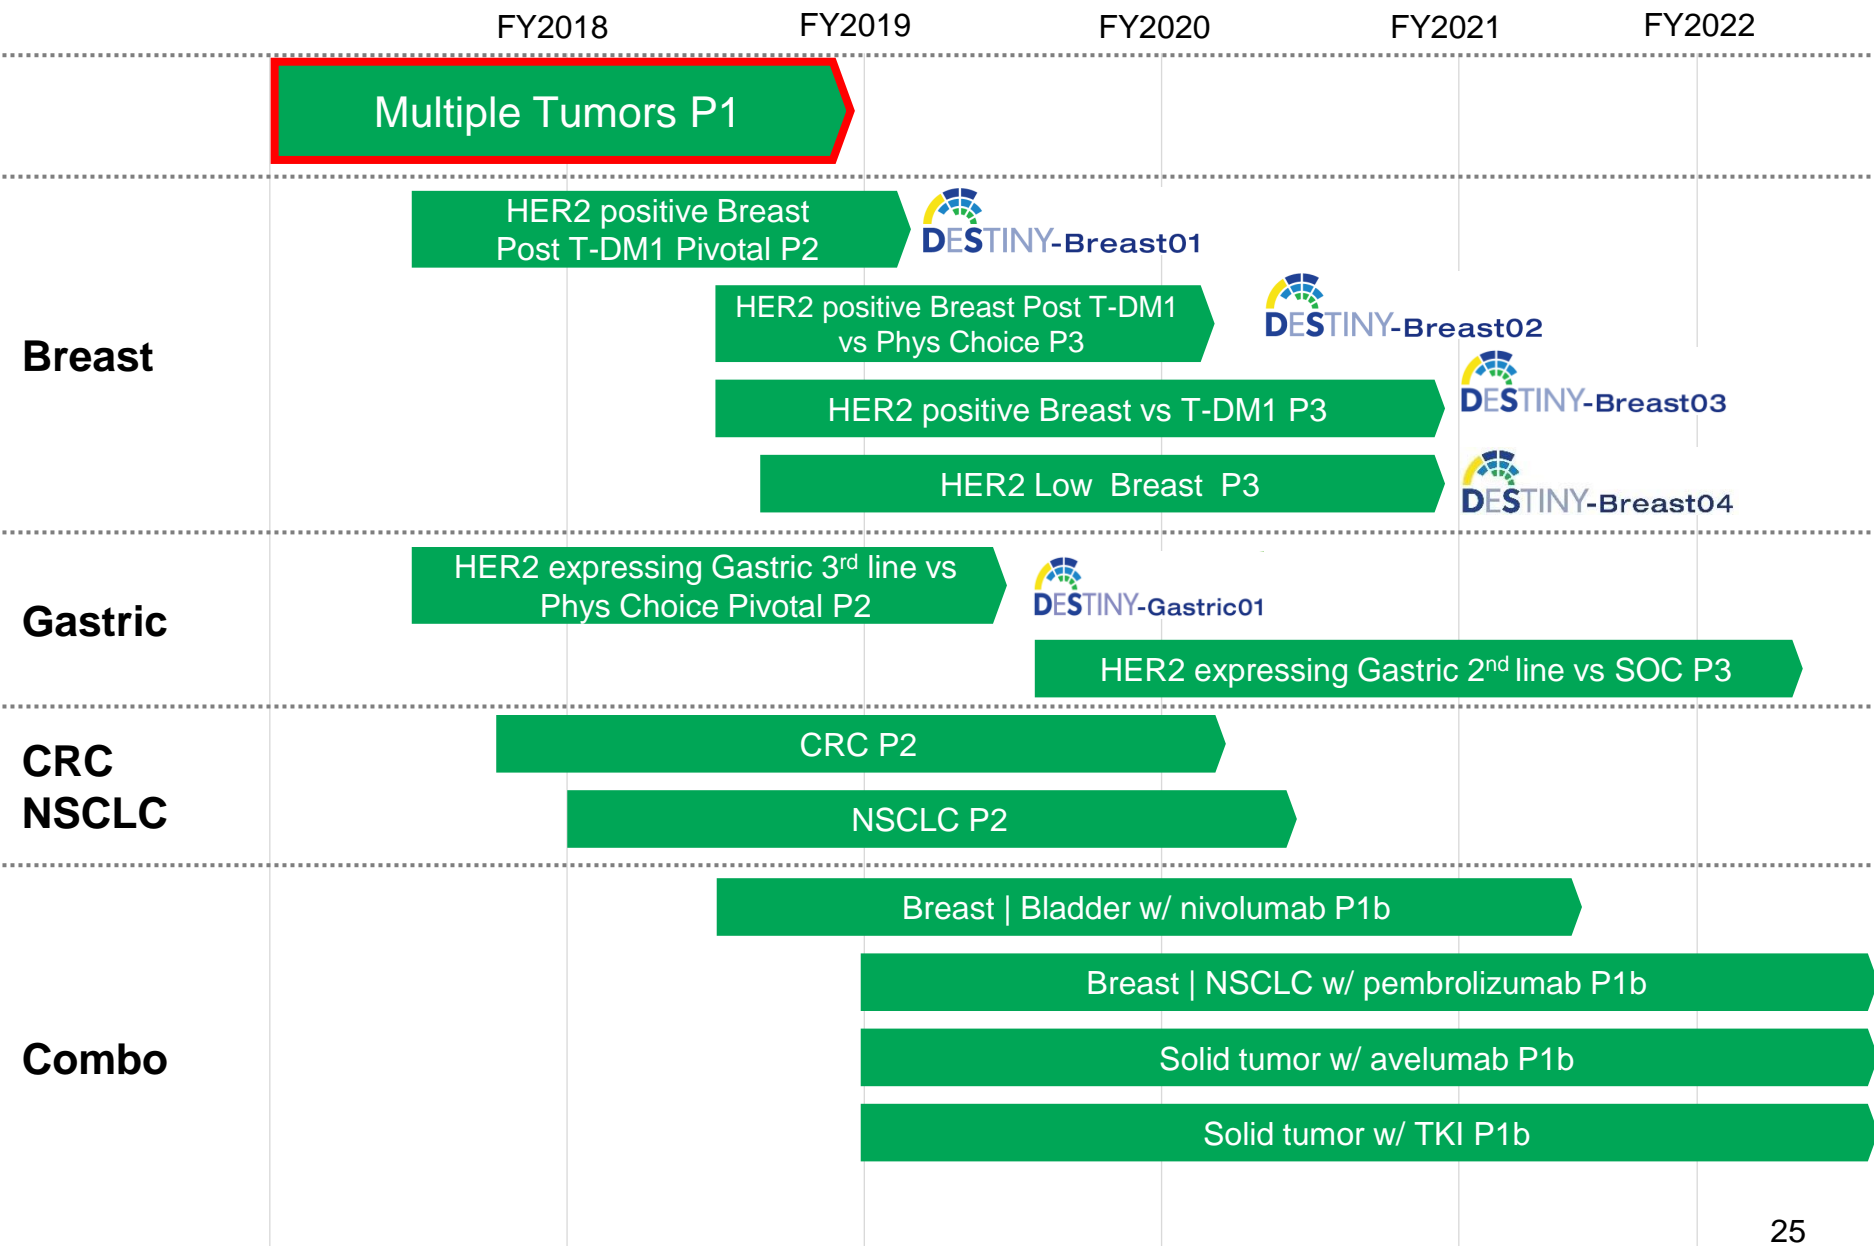 FY2018 FY2019 FY2020 FY2021 FY2022
Multiple Tumors P1
Breast
HER2 positive Breast
Post T-DM1 Pivotal P2
DESTINY-Breast01
HER2 positive Breast Post T-DM1
vs Phys Choice P3
DESTINY-Breast02
HER2 positive Breast vs T-DM1 P3
DESTINY-Breast03
HER2 Low Breast P3
DESTINY-Breast04
Gastric
HER2 expressing Gastric 3rd line vs
Phys Choice Pivotal P2
DESTINY-Gastric01
HER2 expressing Gastric 2nd line vs SOC P3
CRC
NSCLC
CRC P2
NSCLC P2
Combo
Breast | Bladder w/ nivolumab P1b
Breast | NSCLC w/ pembrolizumab P1b
Solid tumor w/ avelumab P1b
Solid tumor w/ TKI P1b
25